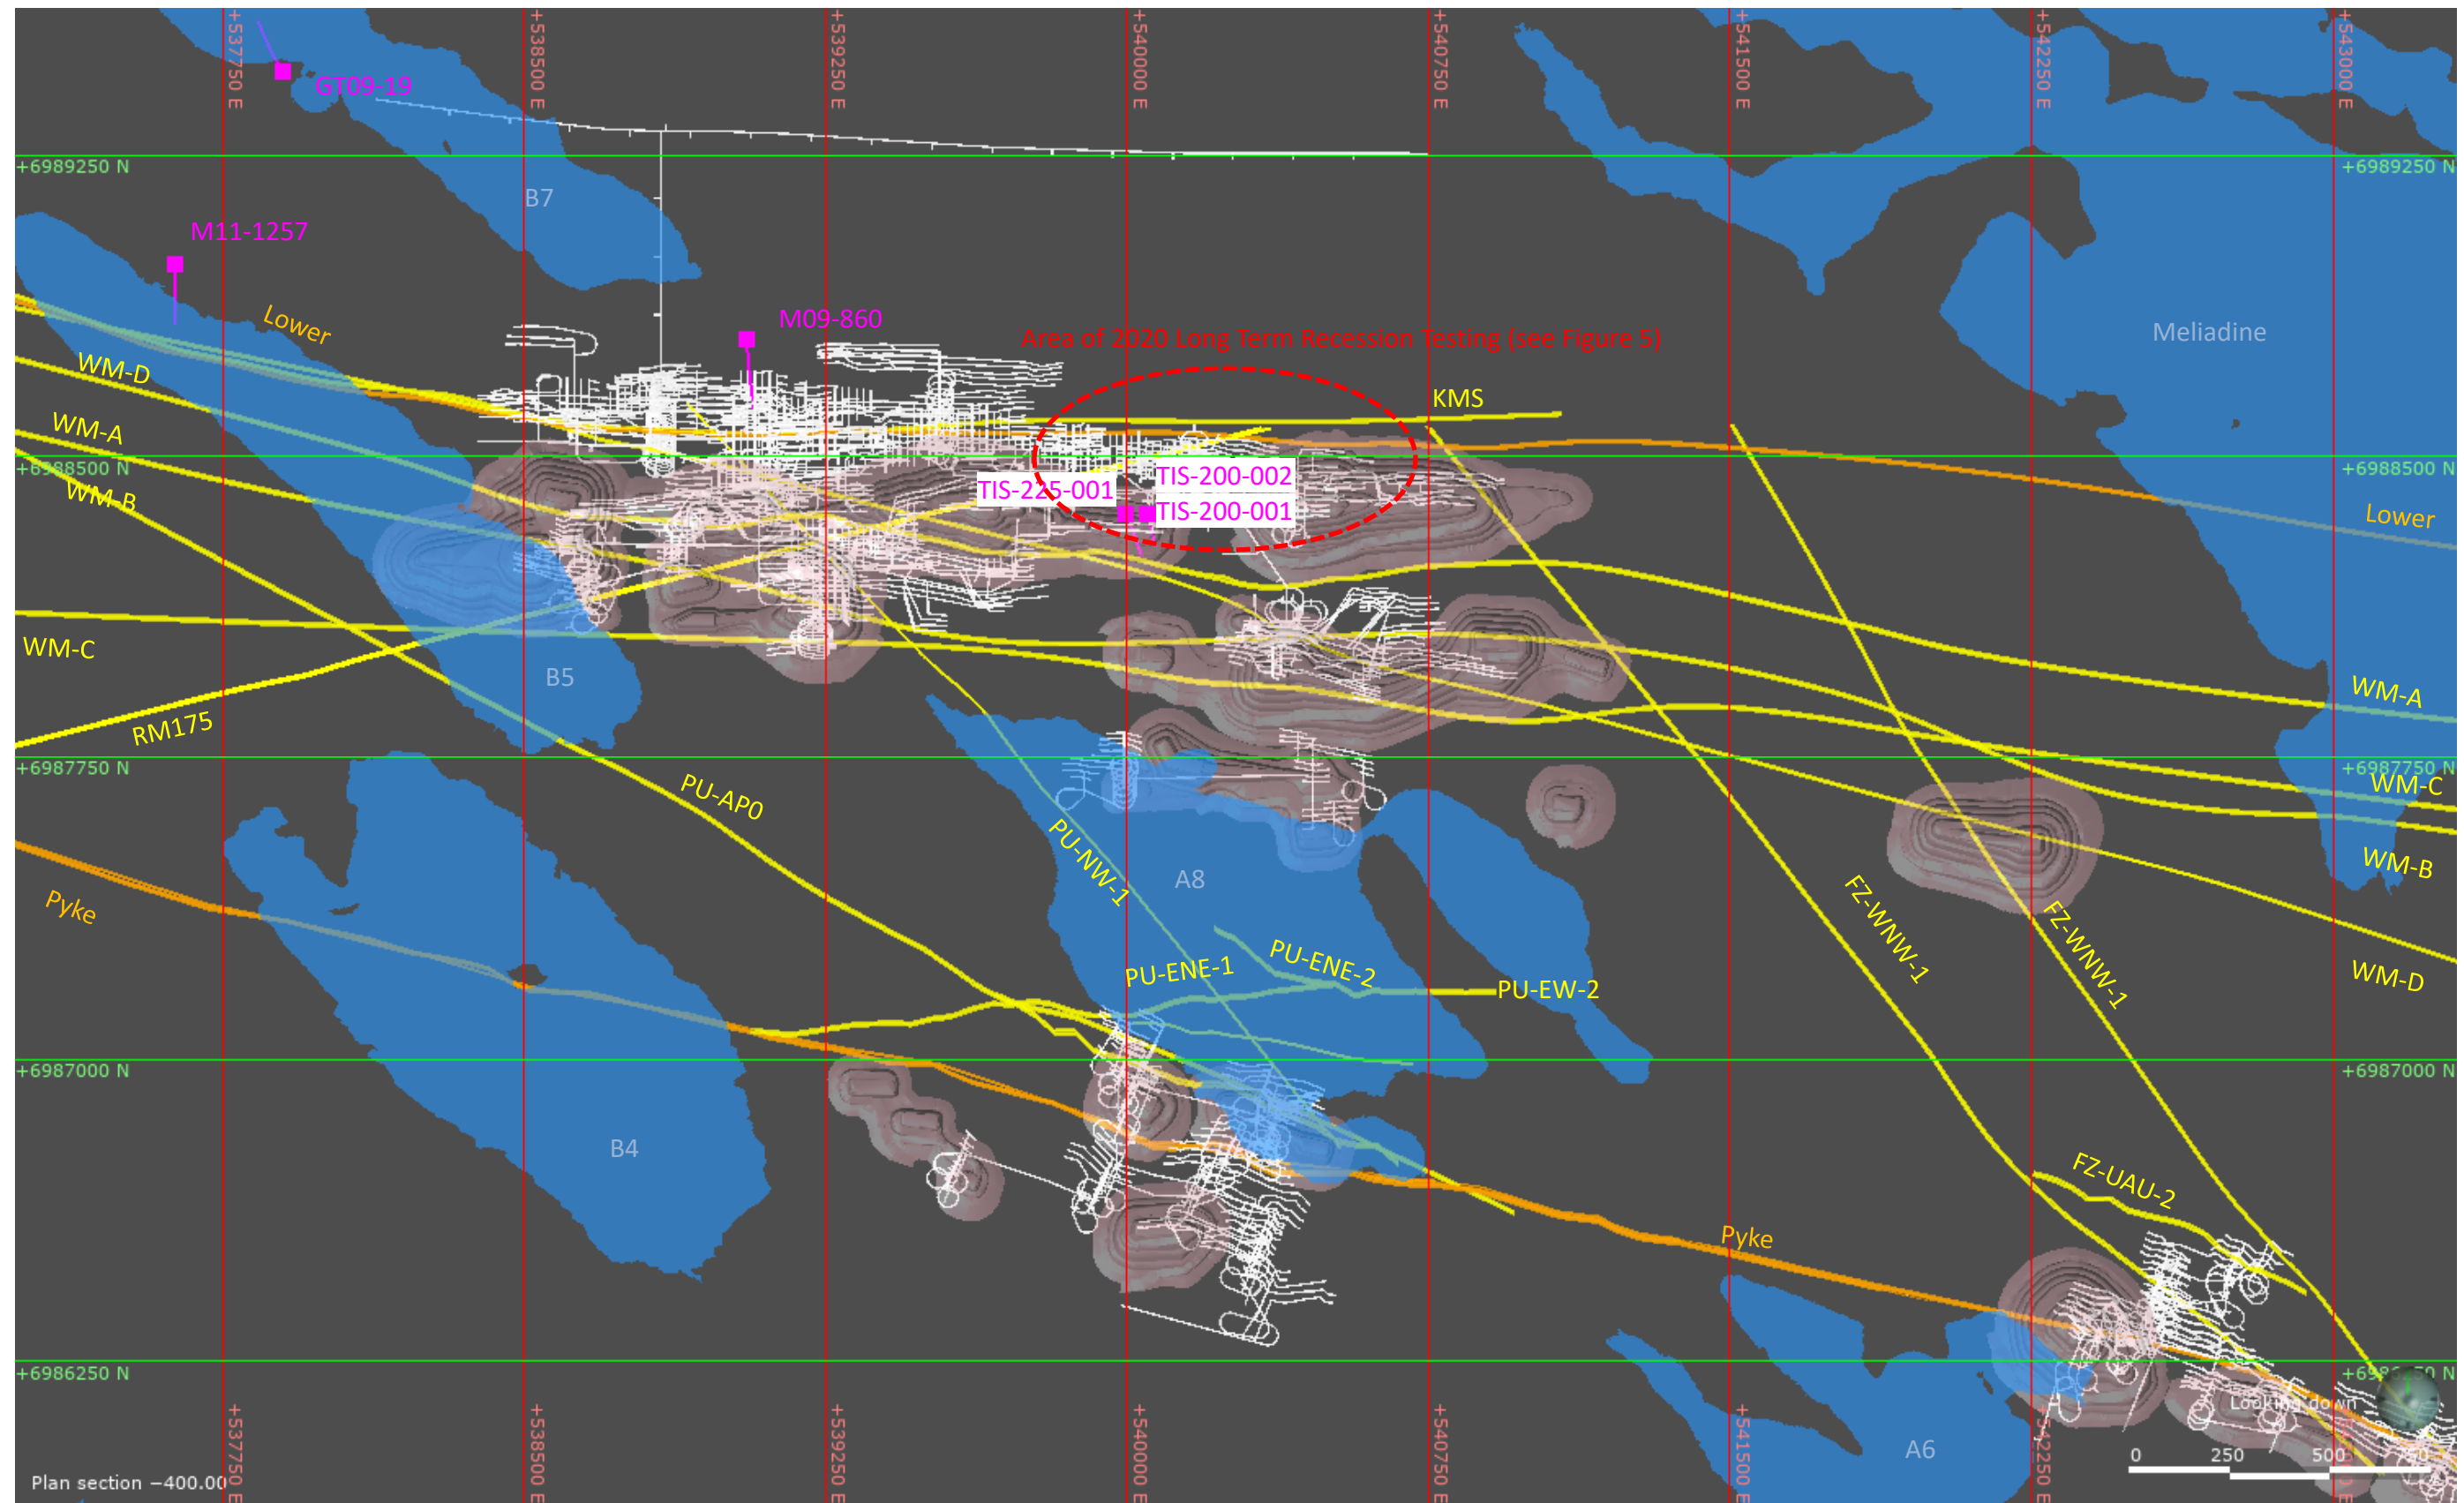 +537750 E
+538500 E
+539250 E
+540000 E
+540750 E
+541500 E
+542250 E
+543000 E
GT09-19
+6989250 N
+6989250 N
B7
M11-1257
Lower
M09-860
Area of 2020 Long Term Recession Testing (see Figure 5)
Meliadine
WM-D
KMS
WM-A
+6988500 N
+6988500 N
WM-B
TIS-225-001
TIS-200-002
TIS-200-001
Lower
WM-C
B5
WM-A
RM175
+6987750 N
+6987750 N
PU-AP0
WM-C
PU-NW-1
WM-B
A8
Pyke
FZ-WNW-1
FZ-WNW-1
PU-ENE-1
PU-ENE-2
WM-D
PU-EW-2
+6987000 N
+6987000 N
B4
FZ-UAU-2
Pyke
+6986250 N
Looking down
A6
0
250
500
Plan section −400.00
+537750 E
+538500 E
+539250 E
+540000 E
+540750 E
+541500 E
+542250 E